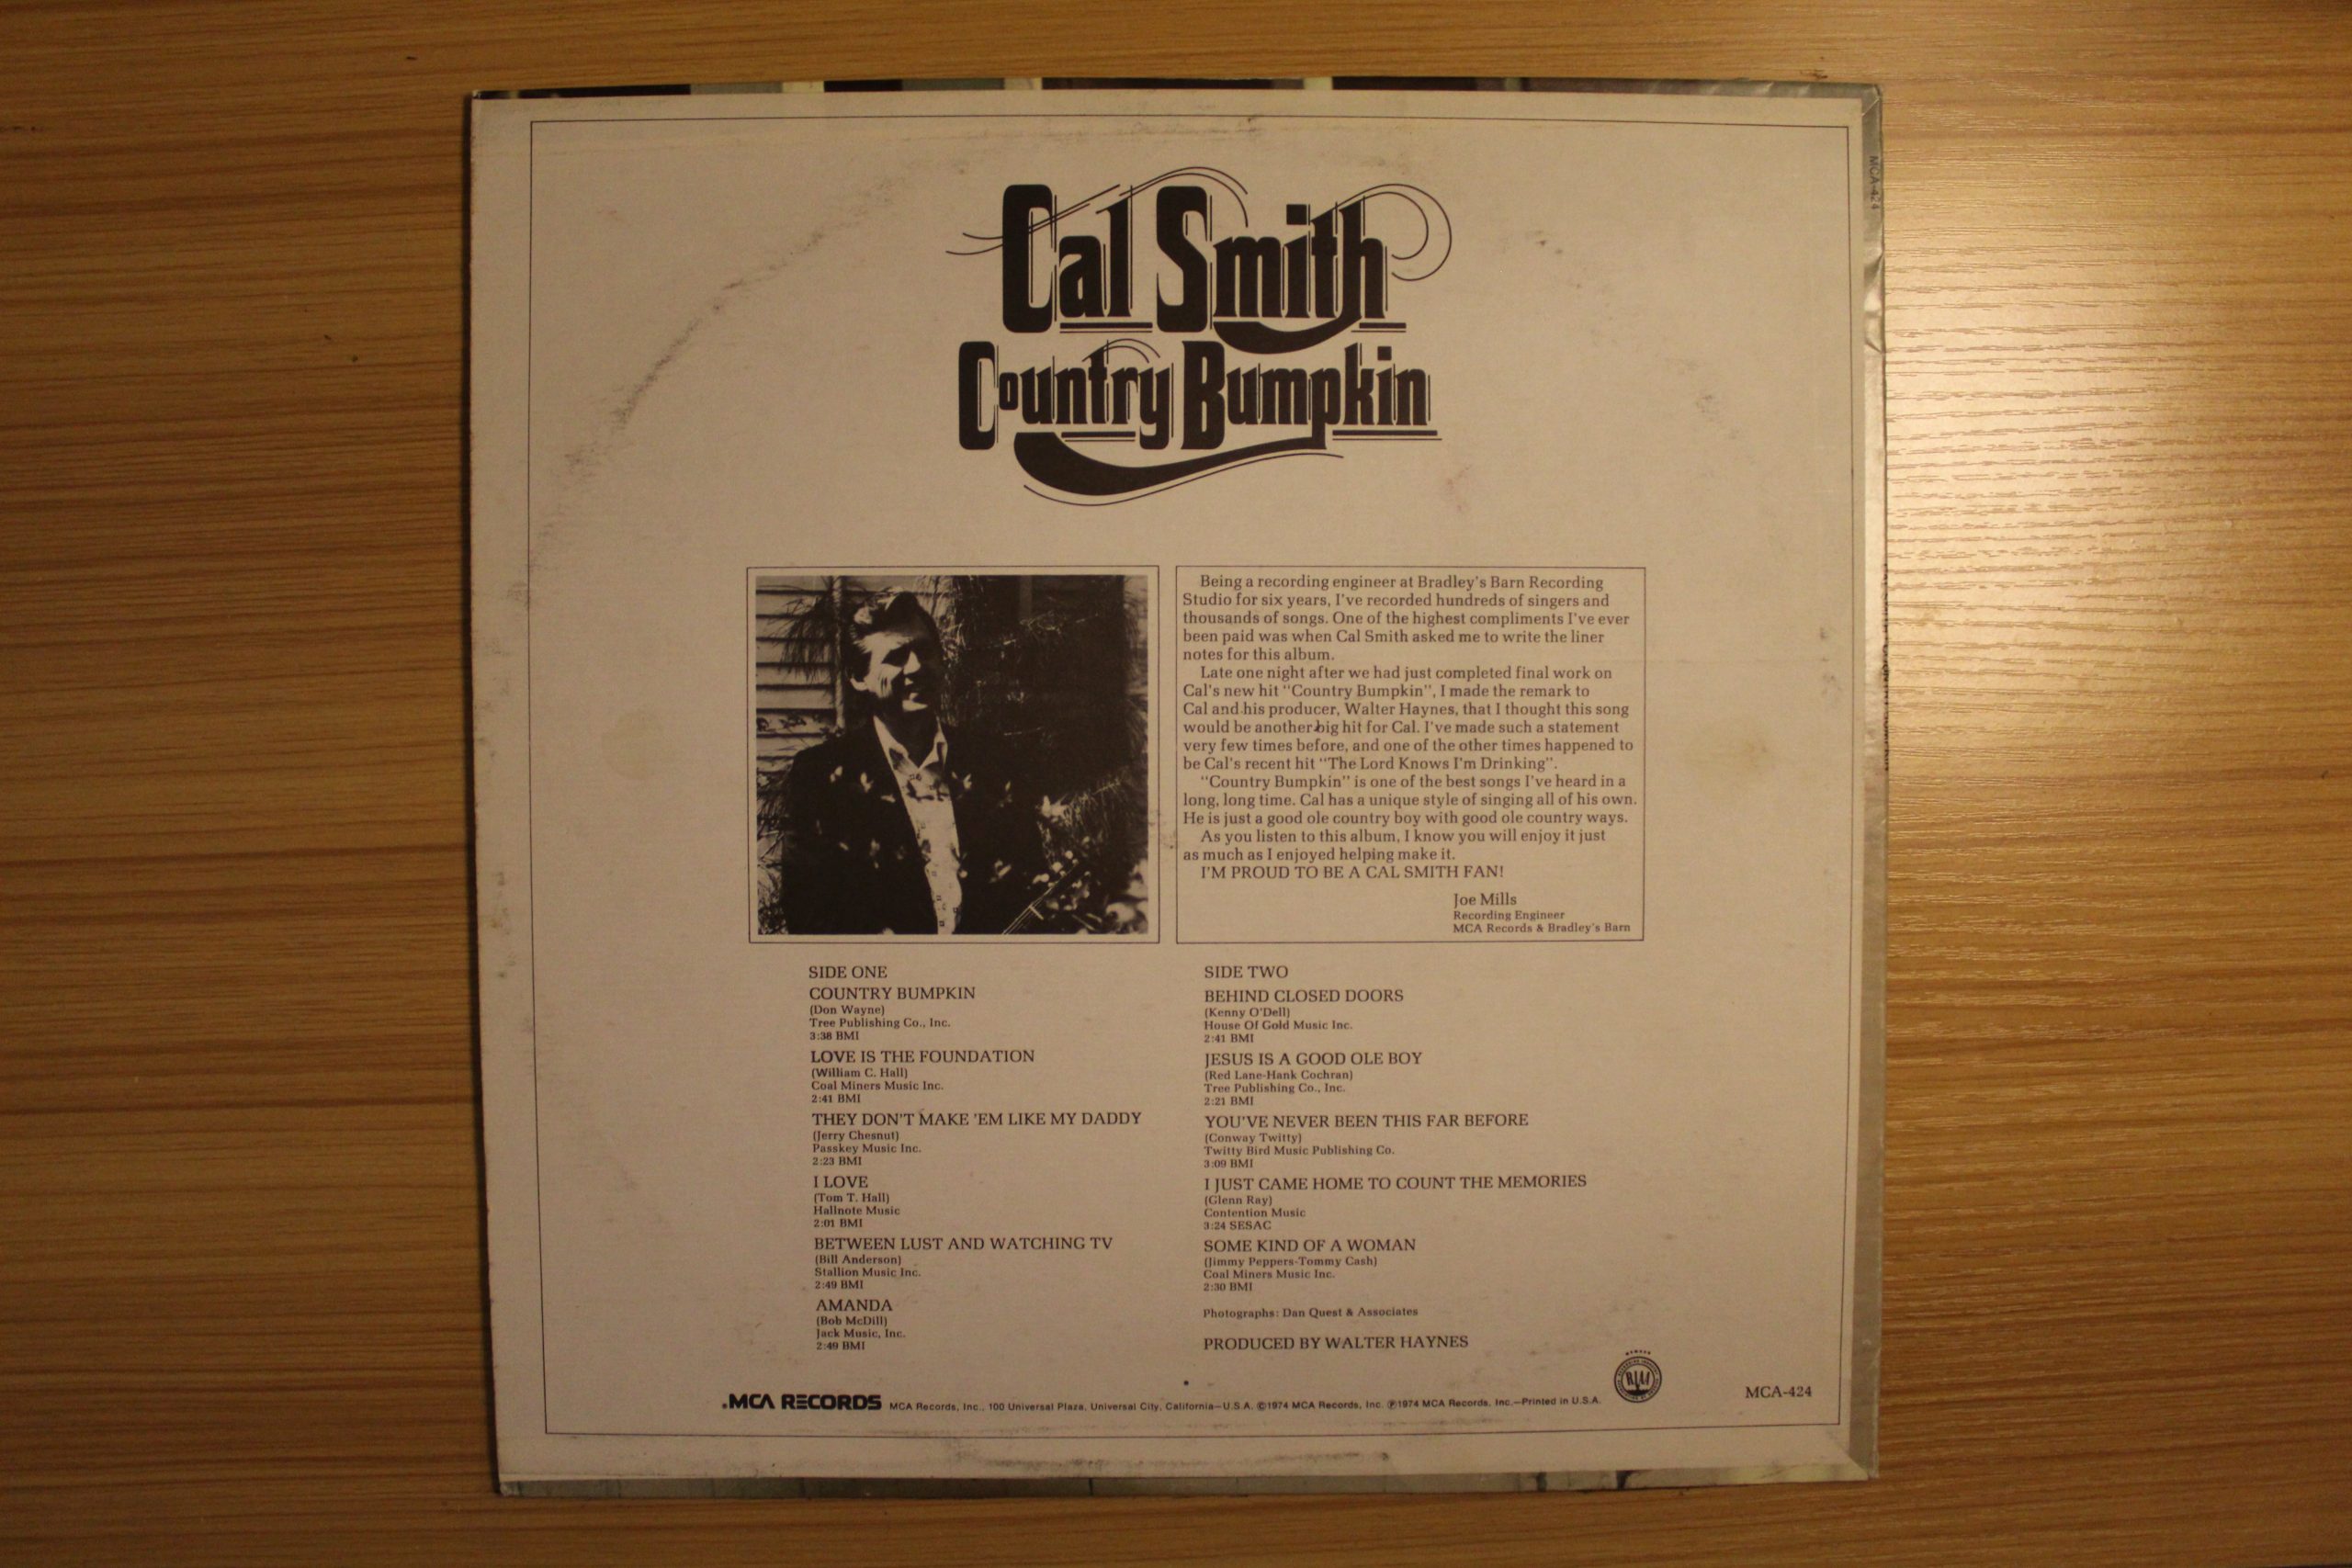 Cal Smith
Country Bumpkin
Being a recording engineer at Bradley's Barn Recording
Studio for six years, I've recorded hundreds of singers and
thousands of songs. One of the highest compliments I've ever
been paid was when Cal Smith asked me to write the liner
notes for this album.
Late one night after we had just completed final work on
Cal's new hit "Country Bumpkin", I made the remark to
Cal and his producer, Walter Haynes, that I thought this song
would be another big hit for Cal. I've made such a statement
very few times before, and one of the other times happened to
be Cal's recent hit "The Lord Knows I'm Drinking".
"Country Bumpkin" is one of the best songs I've heard in a
long, long time. Cal has a unique style of singing all of his own.
He is just a good ole country boy with good ole country ways.
As you listen to this album, I know you will enjoy it just
as much as I enjoyed helping make it.
I'M PROUD TO BE A CAL SMITH FAN!
Joe Mills
Recording Engineer
MCA Records & Bradley's Barn
SIDE ONE
COUNTRY BUMPKIN
(Don Wayne)
Tree Publishing Co., Inc.
3:38 BMI
LOVE IS THE FOUNDATION
(William C. Hall)
Coal Miners Music Inc.
2:41 BMI
THEY DON'T MAKE 'EM LIKE MY DADDY
(Jerry Chesnut)
Passkey Music Inc.
2:23 BMI
I LOVE
(Tom T. Hall)
Hallnote Music
2:01 BMI
BETWEEN LUST AND WATCHING TV
(Bill Anderson)
Stallion Music Inc.
2:49 BMI
AMANDA
(Bob McDill)
Jack Music, Inc.
2:49 BMI
SIDE TWO
BEHIND CLOSED DOORS
(Kenny O'Dell)
House Of Gold Music Inc.
2:41 BMI
JESUS IS A GOOD OLE BOY
(Red Lane-Hank Cochran)
Tree Publishing Co., Inc.
2:21 BMI
YOU'VE NEVER BEEN THIS FAR BEFORE
(Conway Twitty)
Twitty Bird Music Publishing Co.
3:09 BMI
I JUST CAME HOME TO COUNT THE MEMORIES
(Glenn Ray)
Contention Music
3:24 SESAC
SOME KIND OF A WOMAN
(Jimmy Peppers-Tommy Cash)
Coal Miners Music Inc.
2:30 BMI
Photographs: Dan Quest & Associates
PRODUCED BY WALTER HAYNES
MCA RECORDS MCA Records, Inc., 100 Universal Plaza, Universal City, California—U.S.A. ©1974 MCA Records, Inc. ℗1974 MCA Records, Inc.—Printed in U.S.A.
MCA-424
MCA-424